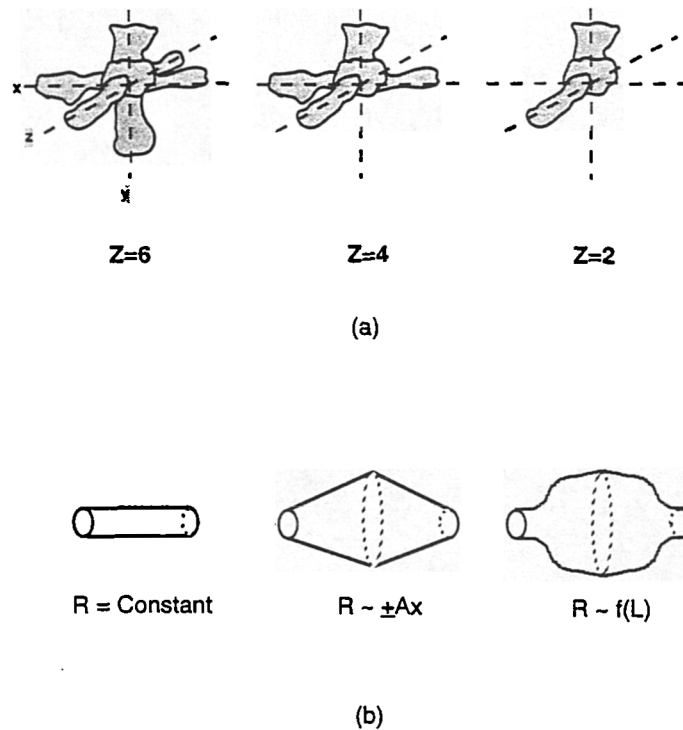 x
z
y
Z=6 Z=4 Z=2
(a)
R = Constant R ~ ±Ax R ~ f(L)
(b)